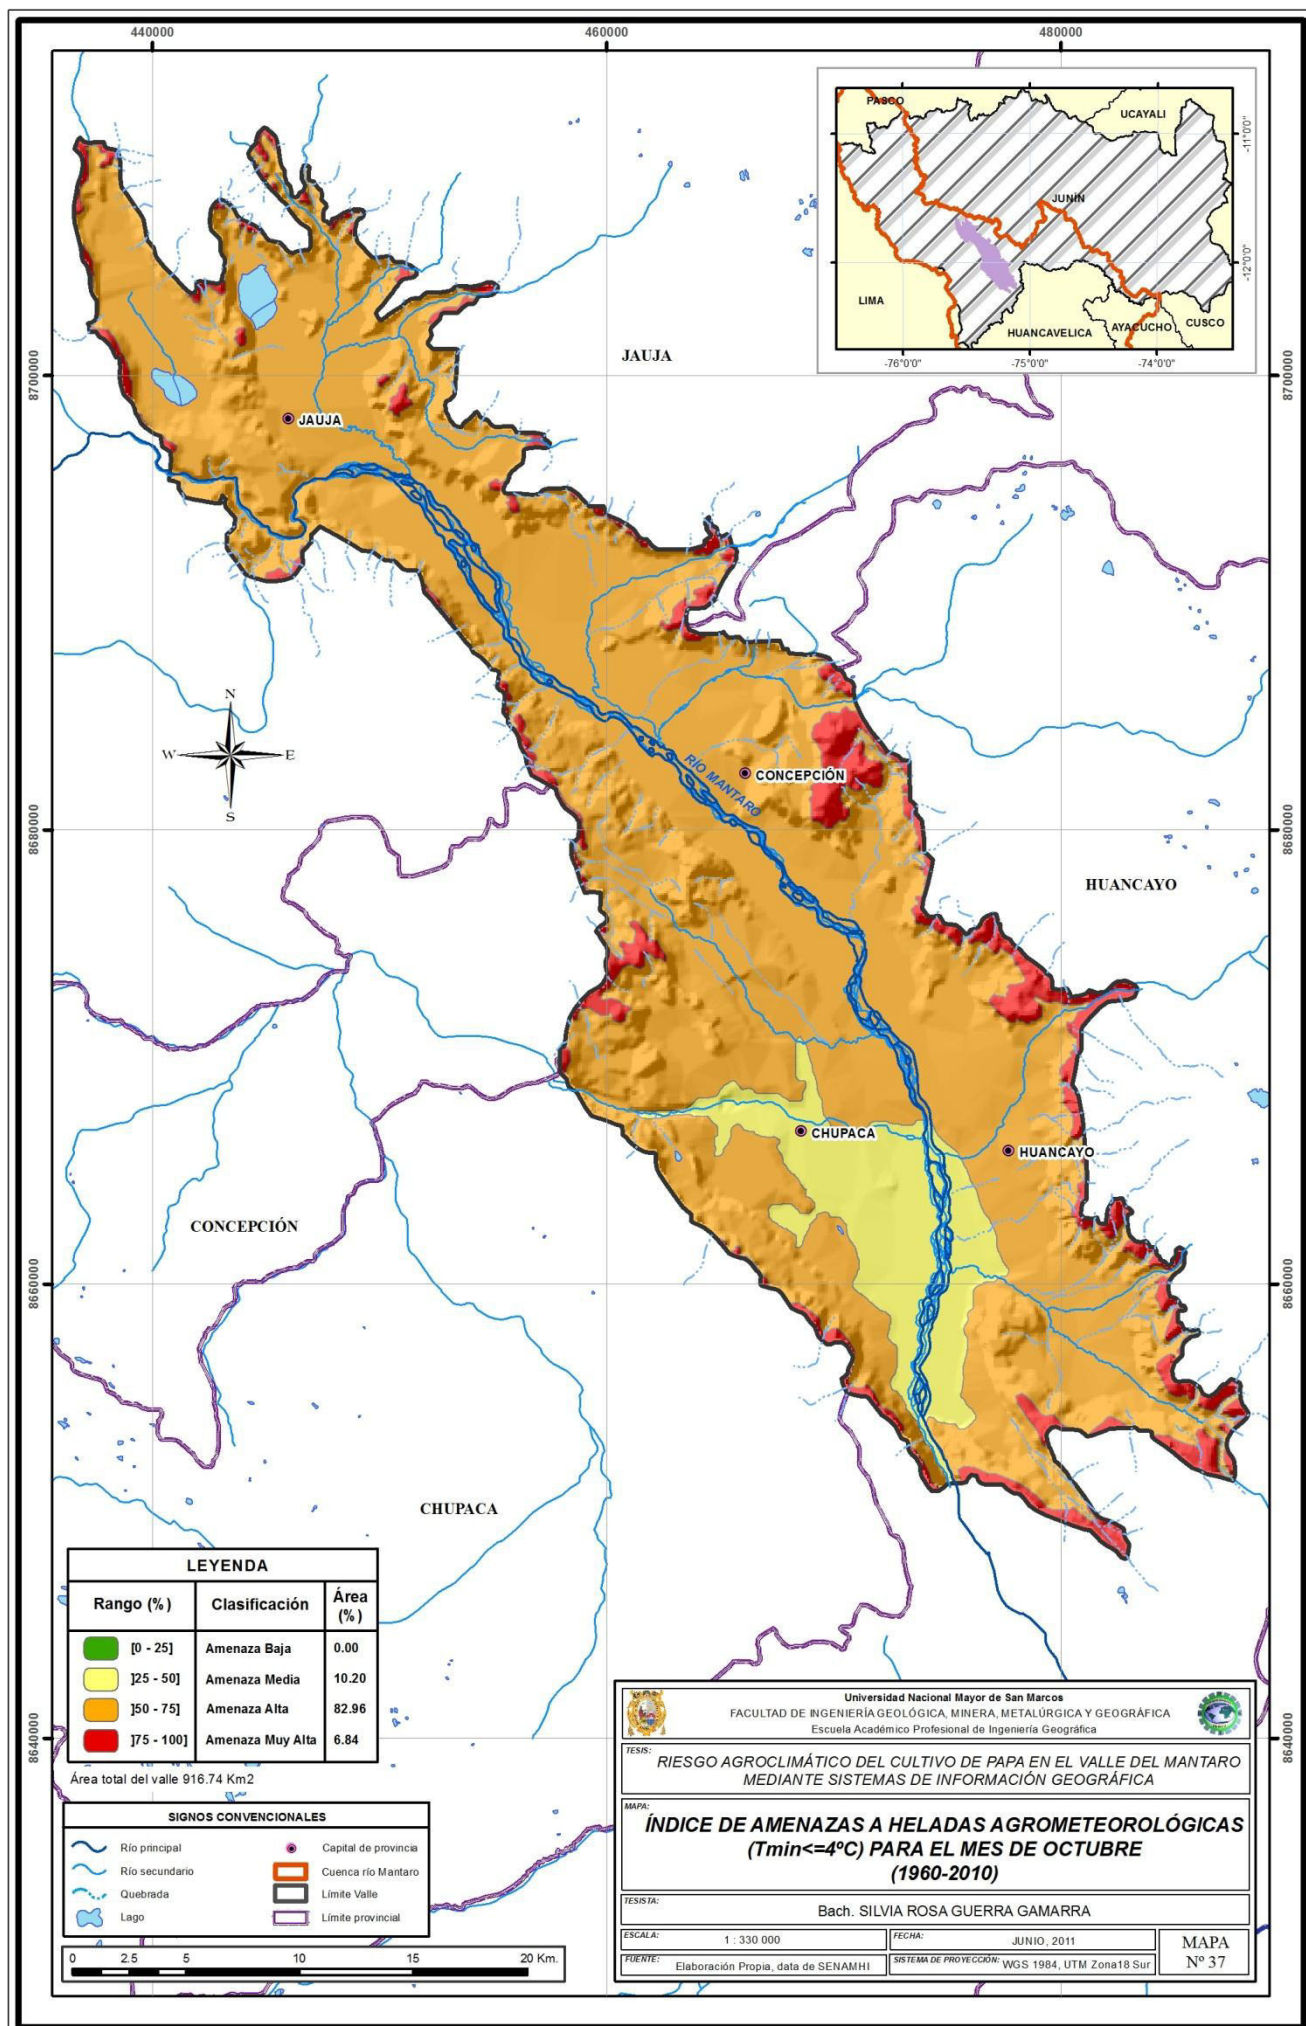 440000
460000
480000
PASCO
UCAYALI
JUNÍN
LIMA
HUANCAVELICA
AYACUCHO
CUSCO
-11°0'0"
-12°0'0"
-76°0'0"
-75°0'0"
-74°0'0"
JAUJA
8700000
8700000
JAUJA
N
W
E
S
RÍO MANTARO
CONCEPCIÓN
8680000
8680000
HUANCAYO
CHUPACA
HUANCAYO
CONCEPCIÓN
8660000
8660000
CHUPACA
LEYENDA
Rango (%) Clasificación Área (%)
[0 - 25] Amenaza Baja 0.00
]25 - 50] Amenaza Media 10.20
]50 - 75] Amenaza Alta 82.96
]75 - 100] Amenaza Muy Alta 6.84
Área total del valle 916.74 Km2
8640000
8640000
SIGNOS CONVENCIONALES
Río principal
Río secundario
Quebrada
Lago
Capital de provincia
Cuenca río Mantaro
Límite Valle
Límite provincial
0 2.5 5 10 15 20 Km.
Universidad Nacional Mayor de San Marcos
FACULTAD DE INGENIERÍA GEOLÓGICA, MINERA, METALÚRGICA Y GEOGRÁFICA
Escuela Académico Profesional de Ingeniería Geográfica
TESIS:
RIESGO AGROCLIMÁTICO DEL CULTIVO DE PAPA EN EL VALLE DEL MANTARO
MEDIANTE SISTEMAS DE INFORMACIÓN GEOGRÁFICA
MAPA:
ÍNDICE DE AMENAZAS A HELADAS AGROMETEOROLÓGICAS
(Tmin<=4ºC) PARA EL MES DE OCTUBRE
(1960-2010)
TESISTA:
Bach. SILVIA ROSA GUERRA GAMARRA
ESCALA: 1 : 330 000
FECHA: JUNIO, 2011
FUENTE: Elaboración Propia, data de SENAMHI
SISTEMA DE PROYECCIÓN: WGS 1984, UTM Zona18 Sur
MAPA
Nº 37